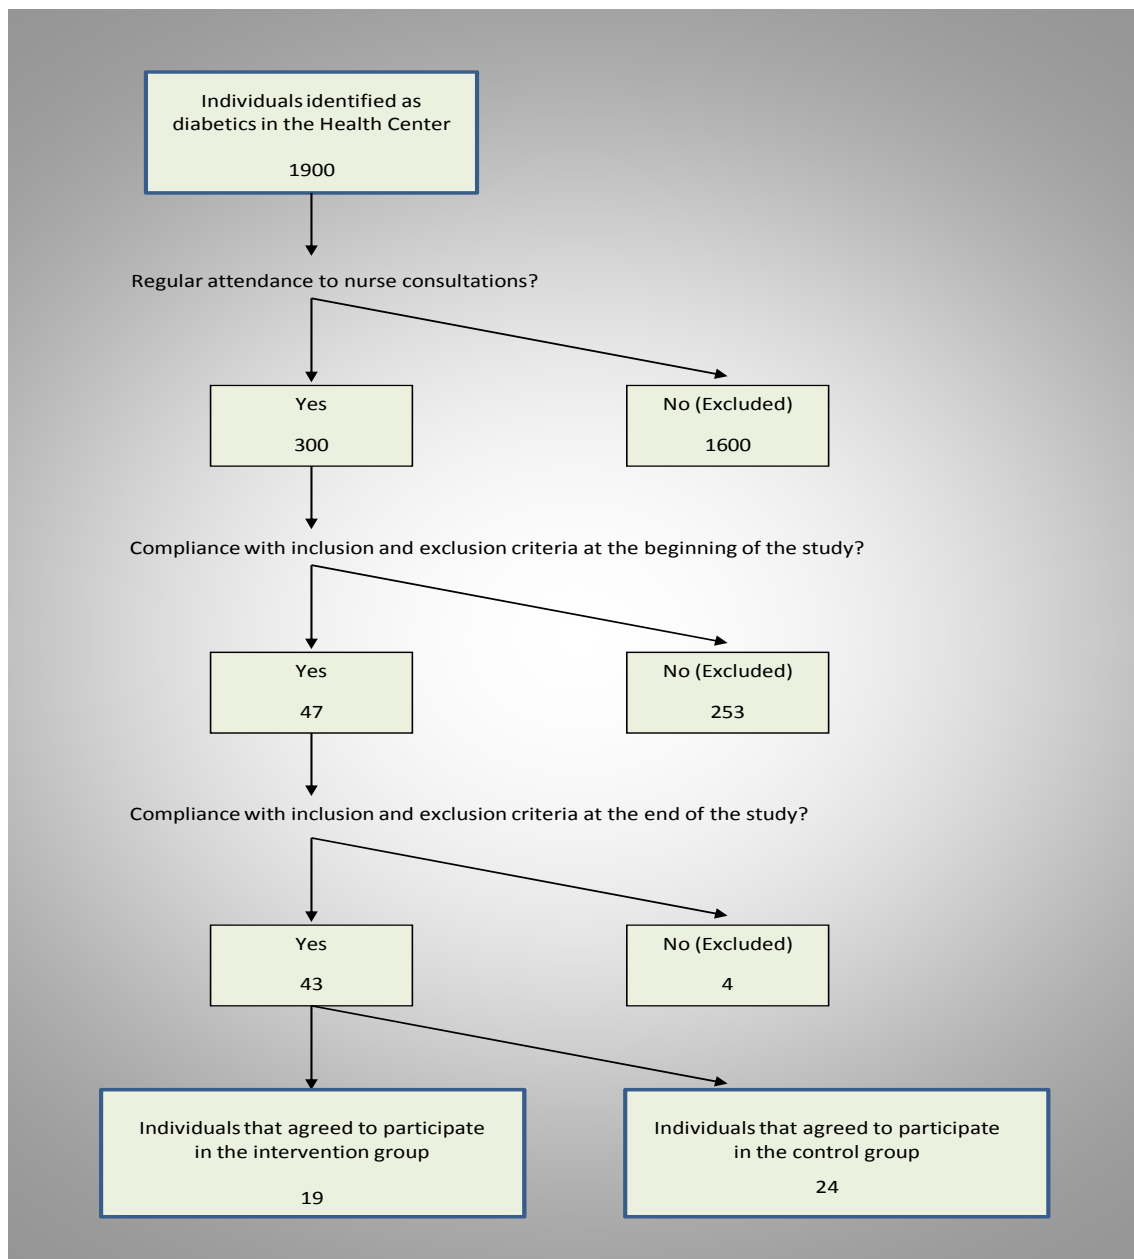 Individuals identified as
diabetics in the Health Center
1900
Regular attendance to nurse consultations?
Yes
300
No (Excluded)
1600
Compliance with inclusion and exclusion criteria at the beginning of the study?
Yes
47
No (Excluded)
253
Compliance with inclusion and exclusion criteria at the end of the study?
Yes
43
No (Excluded)
4
Individuals that agreed to participate
in the intervention group
19
Individuals that agreed to participate
in the control group
24